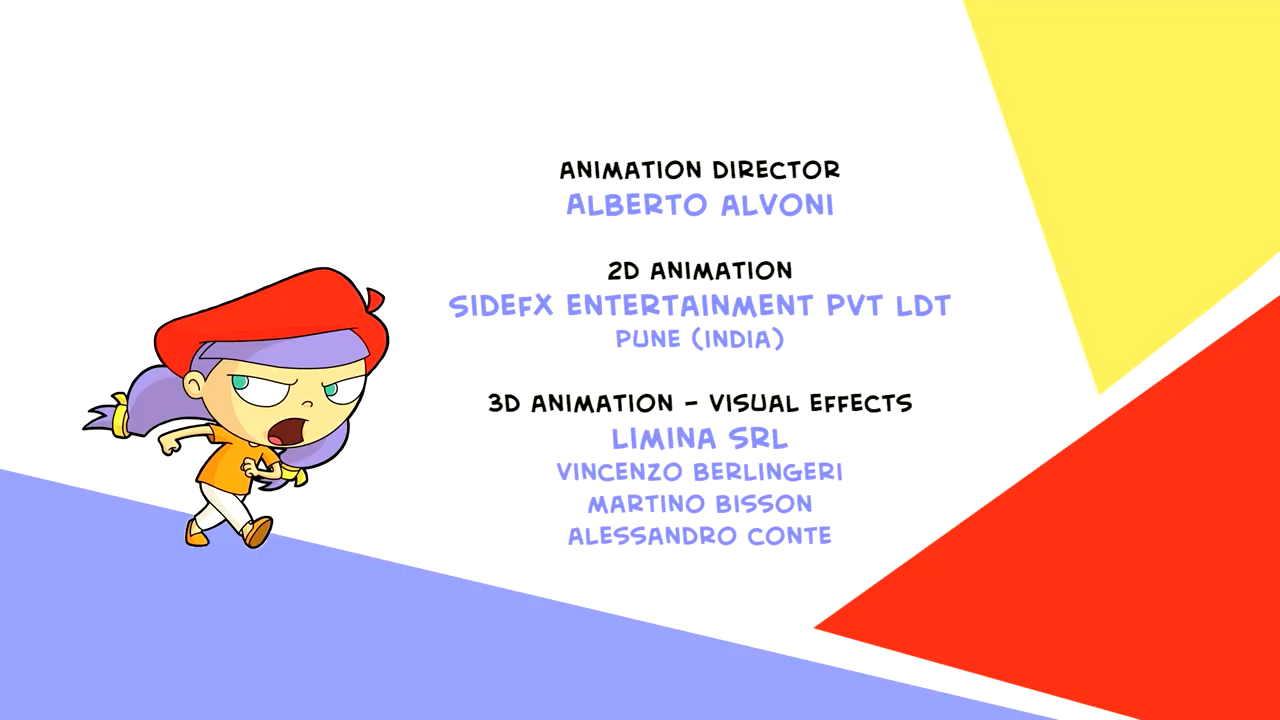 ANIMATION DIRECTOR
ALBERTO ALVONI
2D ANIMATION
SIDEFX ENTERTAINMENT PVT LDT
PUNE (INDIA)
3D ANIMATION - VISUAL EFFECTS
LIMINA SRL
VINCENZO BERLINGERI
MARTINO BISSON
ALESSANDRO CONTE